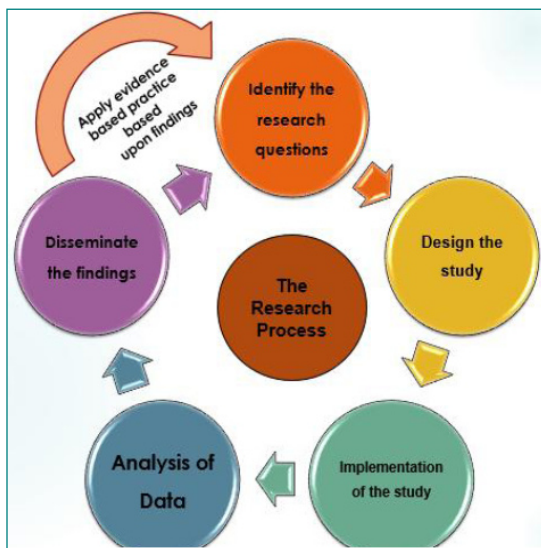 Apply evidence
based practice
based
upon findings
Identify the
research
questions
Design the
study
Implementation
of the study
Analysis of
Data
Disseminate
the findings
The
Research
Process